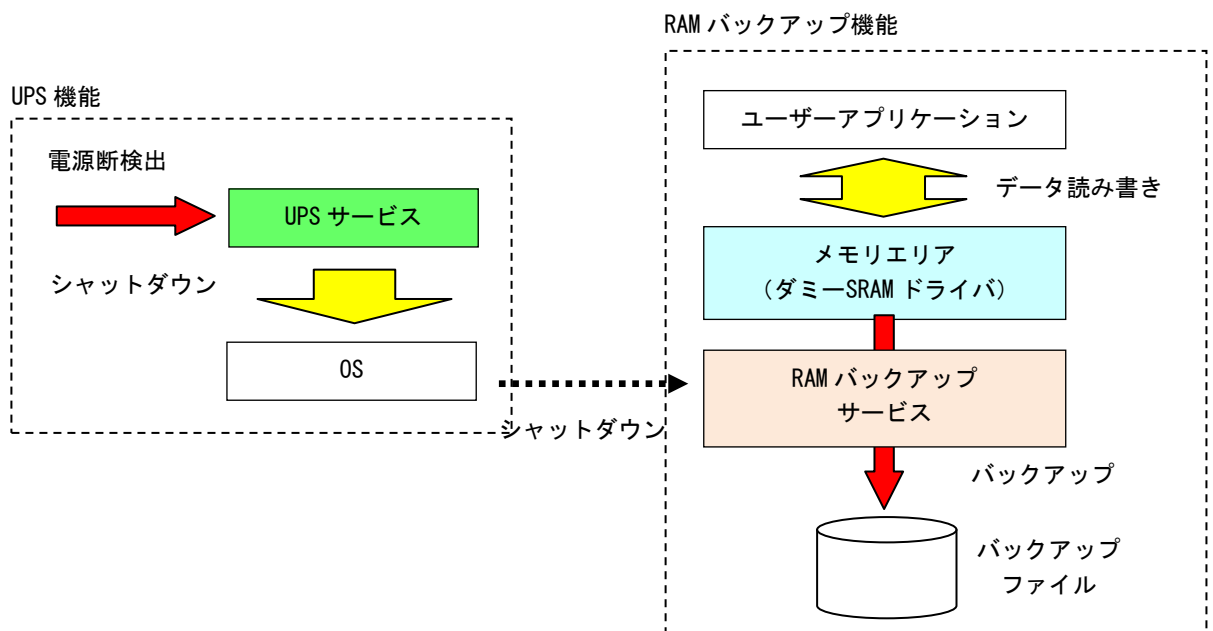 RAM バックアップ機能
UPS 機能
電源断検出
UPS サービス
シャットダウン
OS
シャットダウン
ユーザーアプリケーション
データ読み書き
メモリエリア
（ダミーSRAM ドライバ）
RAM バックアップ
サービス
バックアップ
バックアップ
ファイル